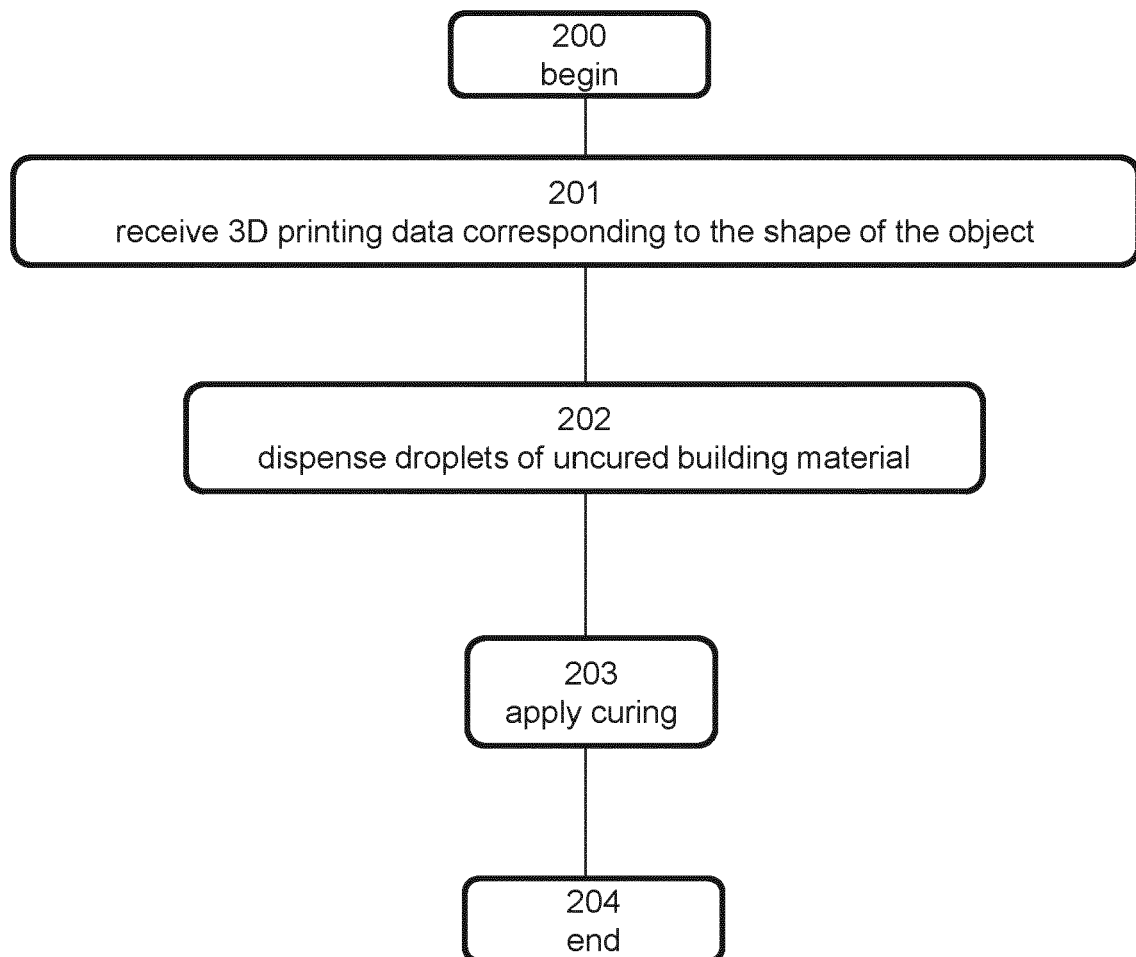 200
begin
201
receive 3D printing data corresponding to the shape of the object
202
dispense droplets of uncured building material
203
apply curing
204
end